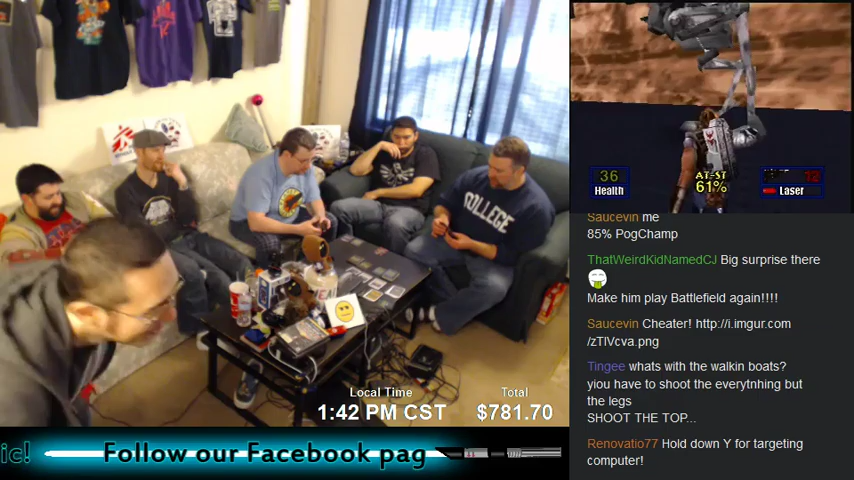 COLLEGE
36
Health
AT-ST
61%
12
Laser
Saucevin me
85% PogChamp
ThatWeirdKidNamedCJ Big surprise there
Make him play Battlefield again!!!!
Saucevin Cheater! http://i.imgur.com
/zTlVcva.png
Tingee whats with the walkin boats?
yiou have to shoot the everytnhing but
the legs
SHOOT THE TOP...
Renovatio77 Hold down Y for targeting
computer!
Local Time
1:42 PM CST
Total
$781.70
ic!
Follow our Facebook pag